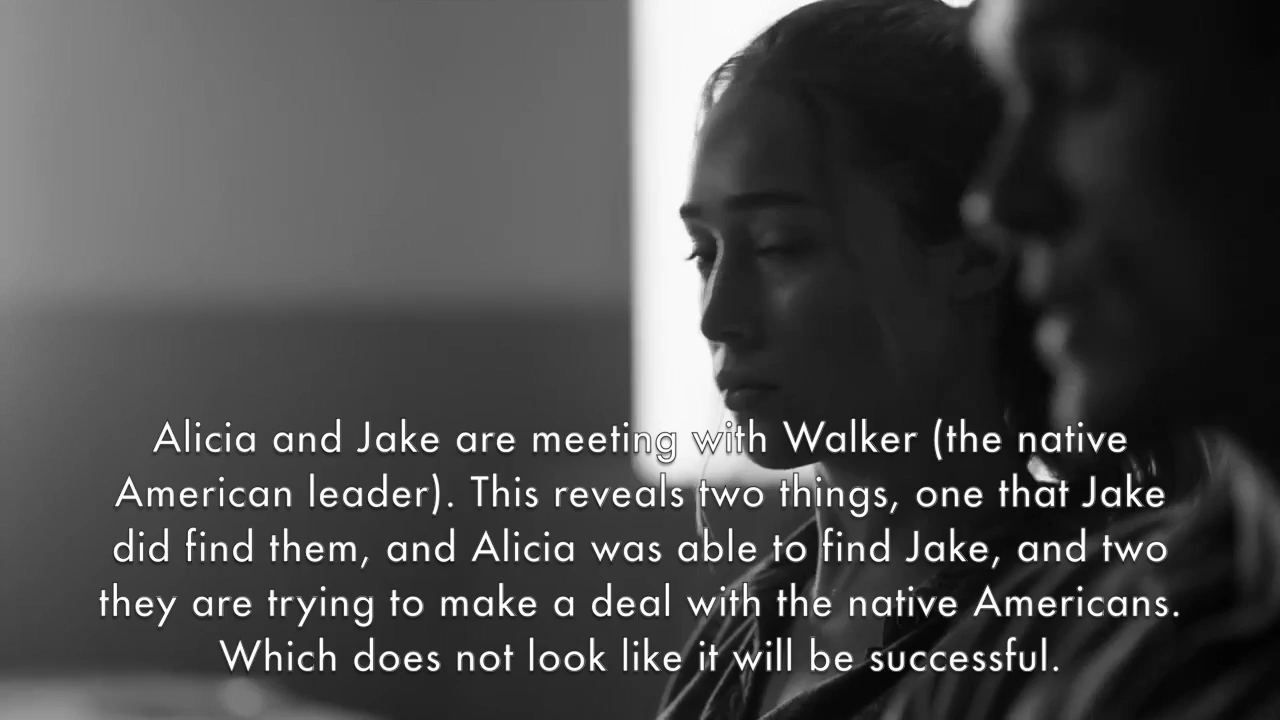 Alicia and Jake are meeting with Walker (the native
American leader). This reveals two things, one that Jake
did find them, and Alicia was able to find Jake, and two
they are trying to make a deal with the native Americans.
Which does not look like it will be successful.